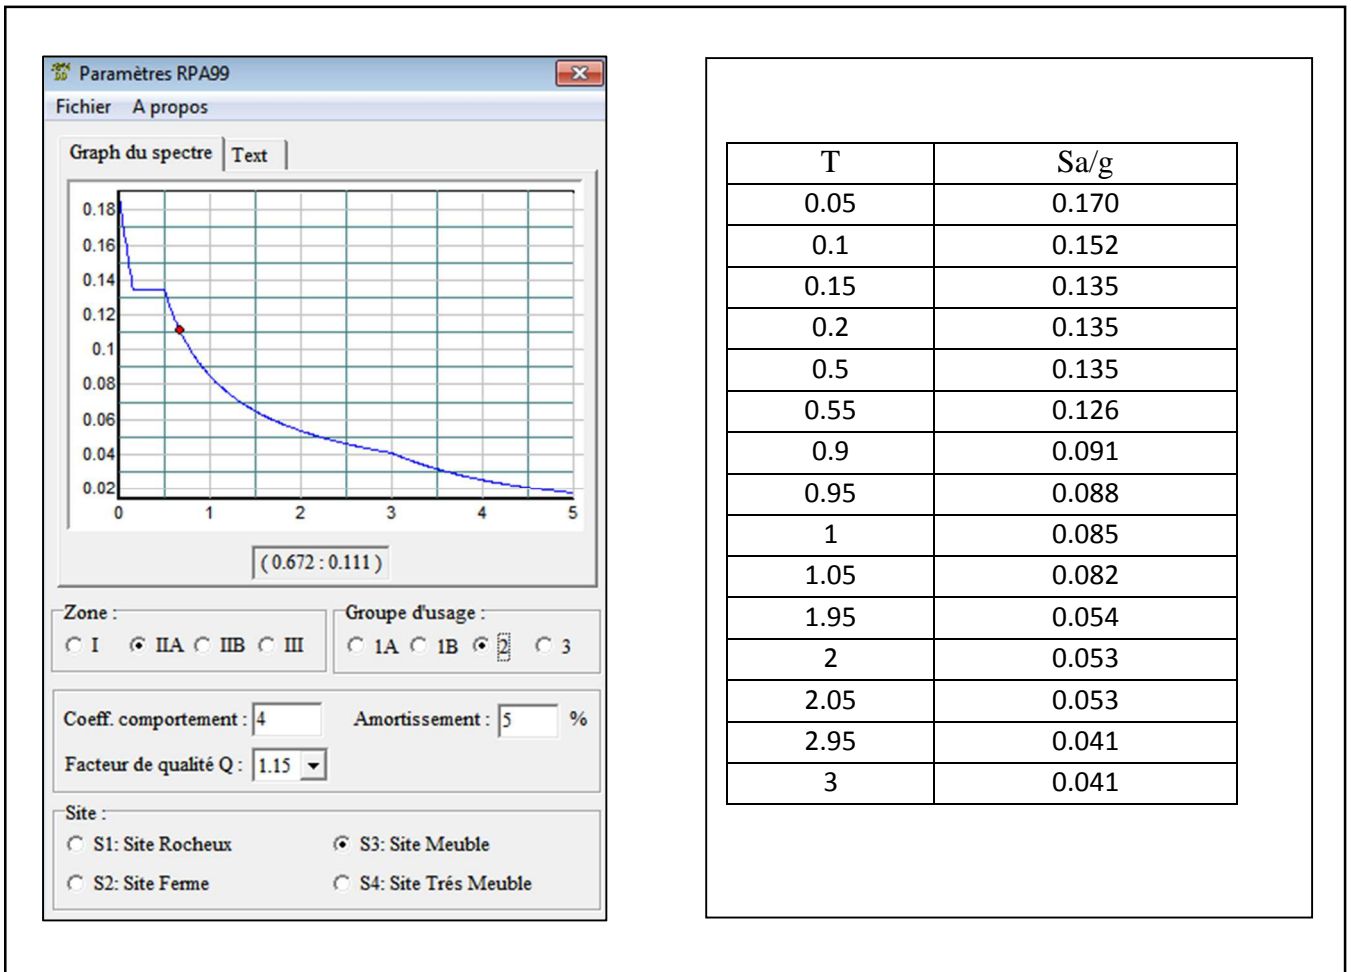 Paramètres RPA99
Fichier A propos
Graph du spectre Text
0.18
0.16
0.14
0.12
0.1
0.08
0.06
0.04
0.02
0 1 2 3 4 5
( 0.672 : 0.111 )
Zone : Groupe d'usage :
I IIA IIB III 1A 1B 2 3
Coeff. comportement : 4 Amortissement : 5 %
Facteur de qualité Q : 1.15
Site :
S1: Site Rocheux S3: Site Meuble
S2: Site Ferme S4: Site Trés Meuble
T Sa/g
0.05 0.170
0.1 0.152
0.15 0.135
0.2 0.135
0.5 0.135
0.55 0.126
0.9 0.091
0.95 0.088
1 0.085
1.05 0.082
1.95 0.054
2 0.053
2.05 0.053
2.95 0.041
3 0.041